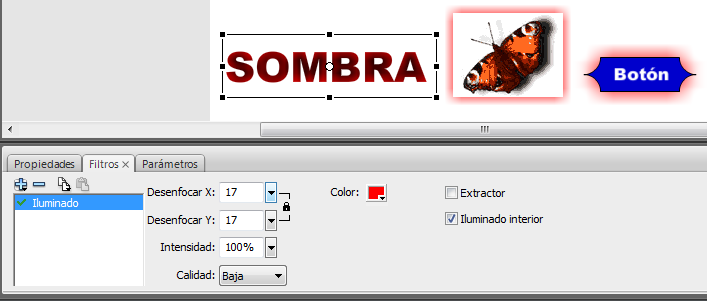 SOMBRA
Botón
Propiedades Filtros × Parámetros
Iluminado
Desenfocar X: 17
Desenfocar Y: 17
Intensidad: 100%
Calidad: Baja
Color:
Extractor
Iluminado interior